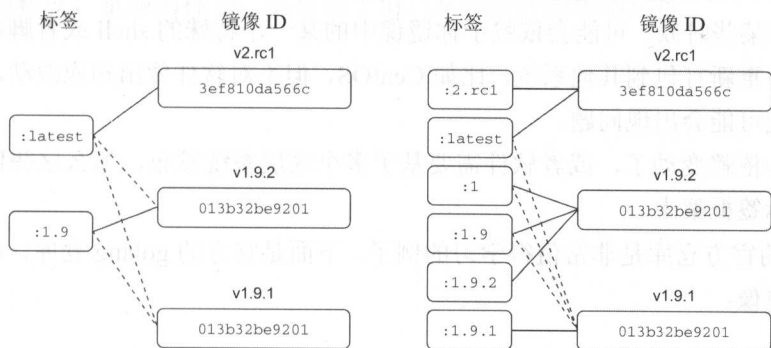 标签
镜像 ID
v2.rc1
3ef810da566c
:latest
v1.9.2
013b32be9201
:1.9
v1.9.1
013b32be9201
标签
镜像 ID
v2.rc1
:2.rc1
3ef810da566c
:latest
:1
v1.9.2
013b32be9201
:1.9
:1.9.2
v1.9.1
:1.9.1
013b32be9201